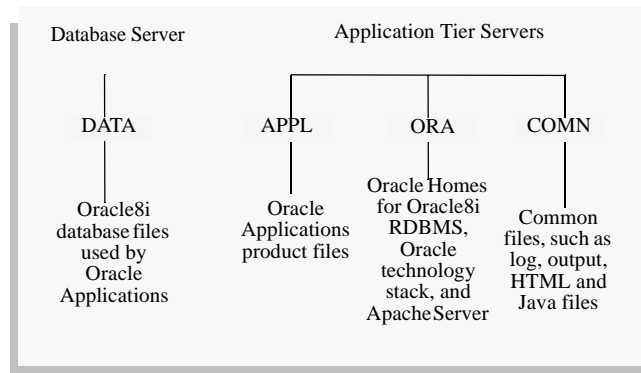 Database Server
Application Tier Servers
DATA
APPL
ORA
COMN
Oracle8i
database files
used by
Oracle
Applications
Oracle
Applications
product files
Oracle Homes
for Oracle8i
RDBMS,
Oracle
technology
stack, and
Apache Server
Common
files, such as
log, output,
HTML and
Java files